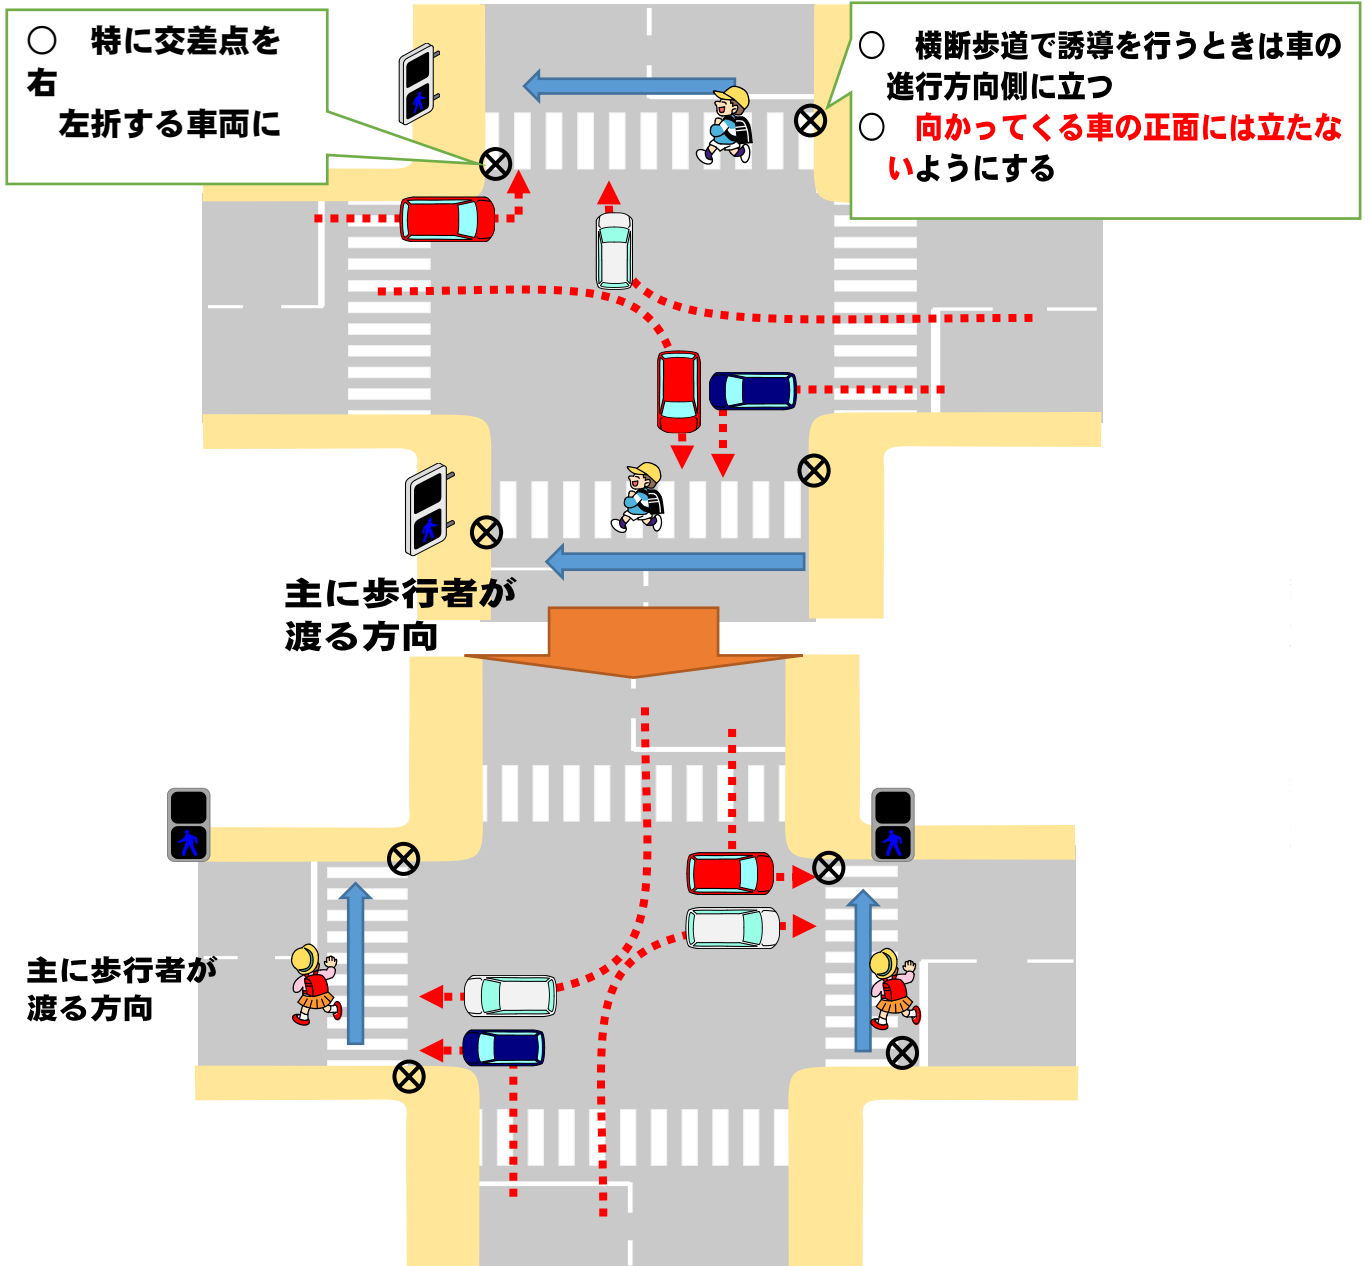 ○　特に交差点を
右
左折する車両に
○　横断歩道で誘導を行うときは車の
進行方向側に立つ
○　向かってくる車の正面には立たな
いようにする
主に歩行者が
渡る方向
主に歩行者が
渡る方向